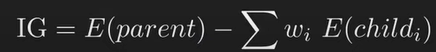 IG = E(parent) − ∑ wᵢ E(childᵢ)